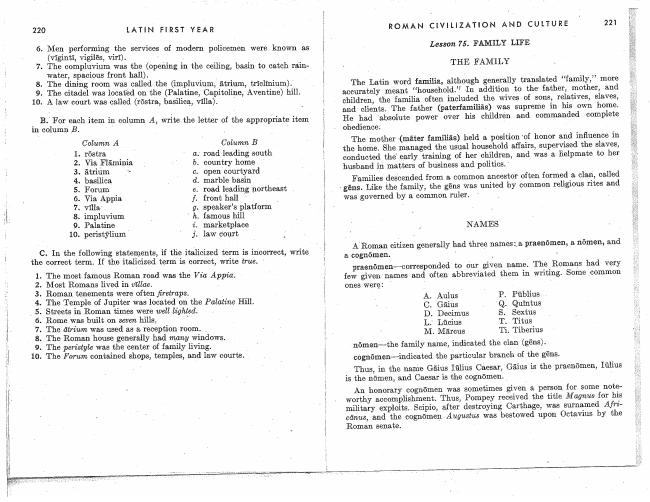 220 LATIN FIRST YEAR
6. Men performing the services of modern policemen were known as
(vīgintī, vigilēs, virī).
7. The compluvium was the (opening in the ceiling, basin to catch rain-
water, spacious front hall).
8. The dining room was called the (impluvium, ātrium, trīclīnium).
9. The citadel was located on the (Palatine, Capitoline, Aventine) hill.
10. A law court was called (rōstra, basilica, vīlla).
B. For each item in column A, write the letter of the appropriate item
in column B.
Column A Column B
1. rōstra a. road leading south
2. Via Flāminia b. country home
3. ātrium c. open courtyard
4. basilica d. marble basin
5. Forum e. road leading northeast
6. Via Appia f. front hall
7. vīlla g. speaker's platform
8. impluvium h. famous hill
9. Palatine i. marketplace
10. peristȳlium j. law court
C. In the following statements, if the italicized term is incorrect, write
the correct term. If the italicized term is correct, write true.
1. The most famous Roman road was the Via Appia.
2. Most Romans lived in vīllae.
3. Roman tenements were often firetraps.
4. The Temple of Jupiter was located on the Palatine Hill.
5. Streets in Roman times were well lighted.
6. Rome was built on seven hills.
7. The ātrium was used as a reception room.
8. The Roman house generally had many windows.
9. The peristyle was the center of family living.
10. The Forum contained shops, temples, and law courts.
ROMAN CIVILIZATION AND CULTURE 221
Lesson 75. FAMILY LIFE
THE FAMILY
The Latin word familia, although generally translated "family," more
accurately meant "household." In addition to the father, mother, and
children, the familia often included the wives of sons, relatives, slaves,
and clients. The father (paterfamiliās) was supreme in his own home.
He had absolute power over his children and commanded complete
obedience.
The mother (māter familiās) held a position of honor and influence in
the home. She managed the usual household affairs, supervised the slaves,
conducted the early training of her children, and was a helpmate to her
husband in matters of business and politics.
Families descended from a common ancestor often formed a clan, called
gēns. Like the family, the gēns was united by common religious rites and
was governed by a common ruler.
NAMES
A Roman citizen generally had three names: a praenōmen, a nōmen, and
a cognōmen.
praenōmen—corresponded to our given name. The Romans had very
few given names and often abbreviated them in writing. Some common
ones were:
A. Aulus P. Pūblius
C. Gāius Q. Quīntus
D. Decimus S. Sextus
L. Lūcius T. Titus
M. Mārcus Ti. Tiberius
nōmen—the family name, indicated the clan (gēns).
cognōmen—indicated the particular branch of the gēns.
Thus, in the name Gāius Iūlius Caesar, Gāius is the praenōmen, Iūlius
is the nōmen, and Caesar is the cognōmen.
An honorary cognōmen was sometimes given a person for some note-
worthy accomplishment. Thus, Pompey received the title Magnus for his
military exploits. Scipio, after destroying Carthage, was surnamed Āfri-
cānus, and the cognōmen Augustus was bestowed upon Octavius by the
Roman senate.